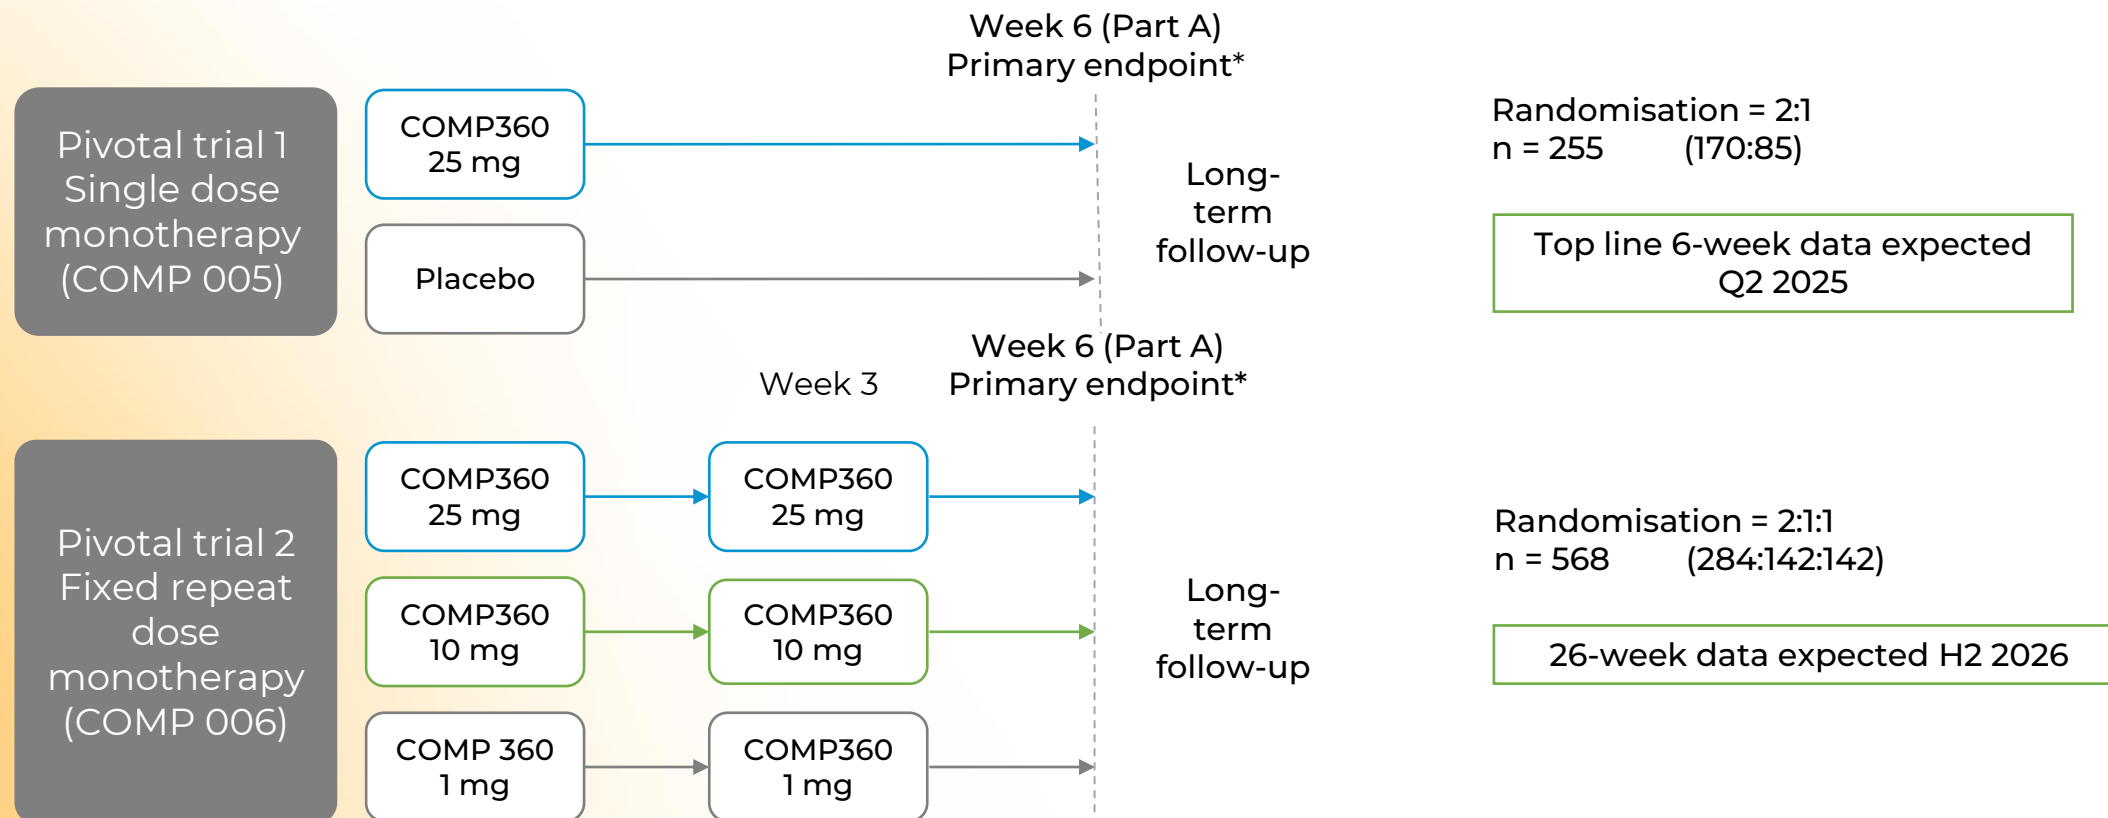 Week 6 (Part A)
Primary endpoint*
Pivotal trial 1
Single dose
monotherapy
(COMP 005)
COMP360
25 mg
Placebo
Long-
term
follow-up
Randomisation = 2:1
n = 255 (170:85)
Top line 6-week data expected
Q2 2025
Week 3
Week 6 (Part A)
Primary endpoint*
Pivotal trial 2
Fixed repeat
dose
monotherapy
(COMP 006)
COMP360
25 mg
COMP360
25 mg
COMP360
10 mg
COMP360
10 mg
COMP 360
1 mg
COMP360
1 mg
Long-
term
follow-up
Randomisation = 2:1:1
n = 568 (284:142:142)
26-week data expected H2 2026